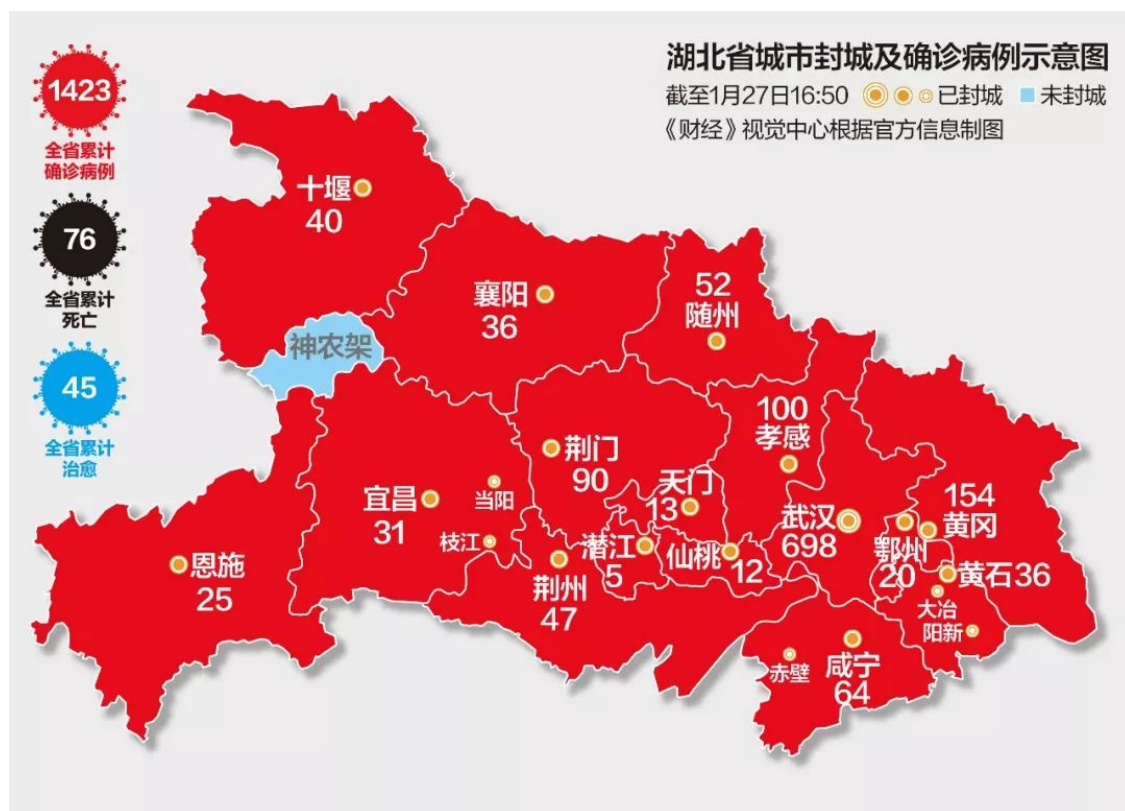 湖北省城市封城及确诊病例示意图
截至1月27日16:50 已封城 未封城
《财经》视觉中心根据官方信息制图
1423
全省累计
确诊病例
76
全省累计
死亡
45
全省累计
治愈
十堰
40
襄阳
36
52
随州
神农架
100
孝感
荆门
90
天门
13
宜昌
31
当阳
枝江
荆州
47
潜江
5
仙桃
12
武汉
698
154
黄冈
鄂州
20
黄石36
大冶
阳新
恩施
25
赤壁
咸宁
64